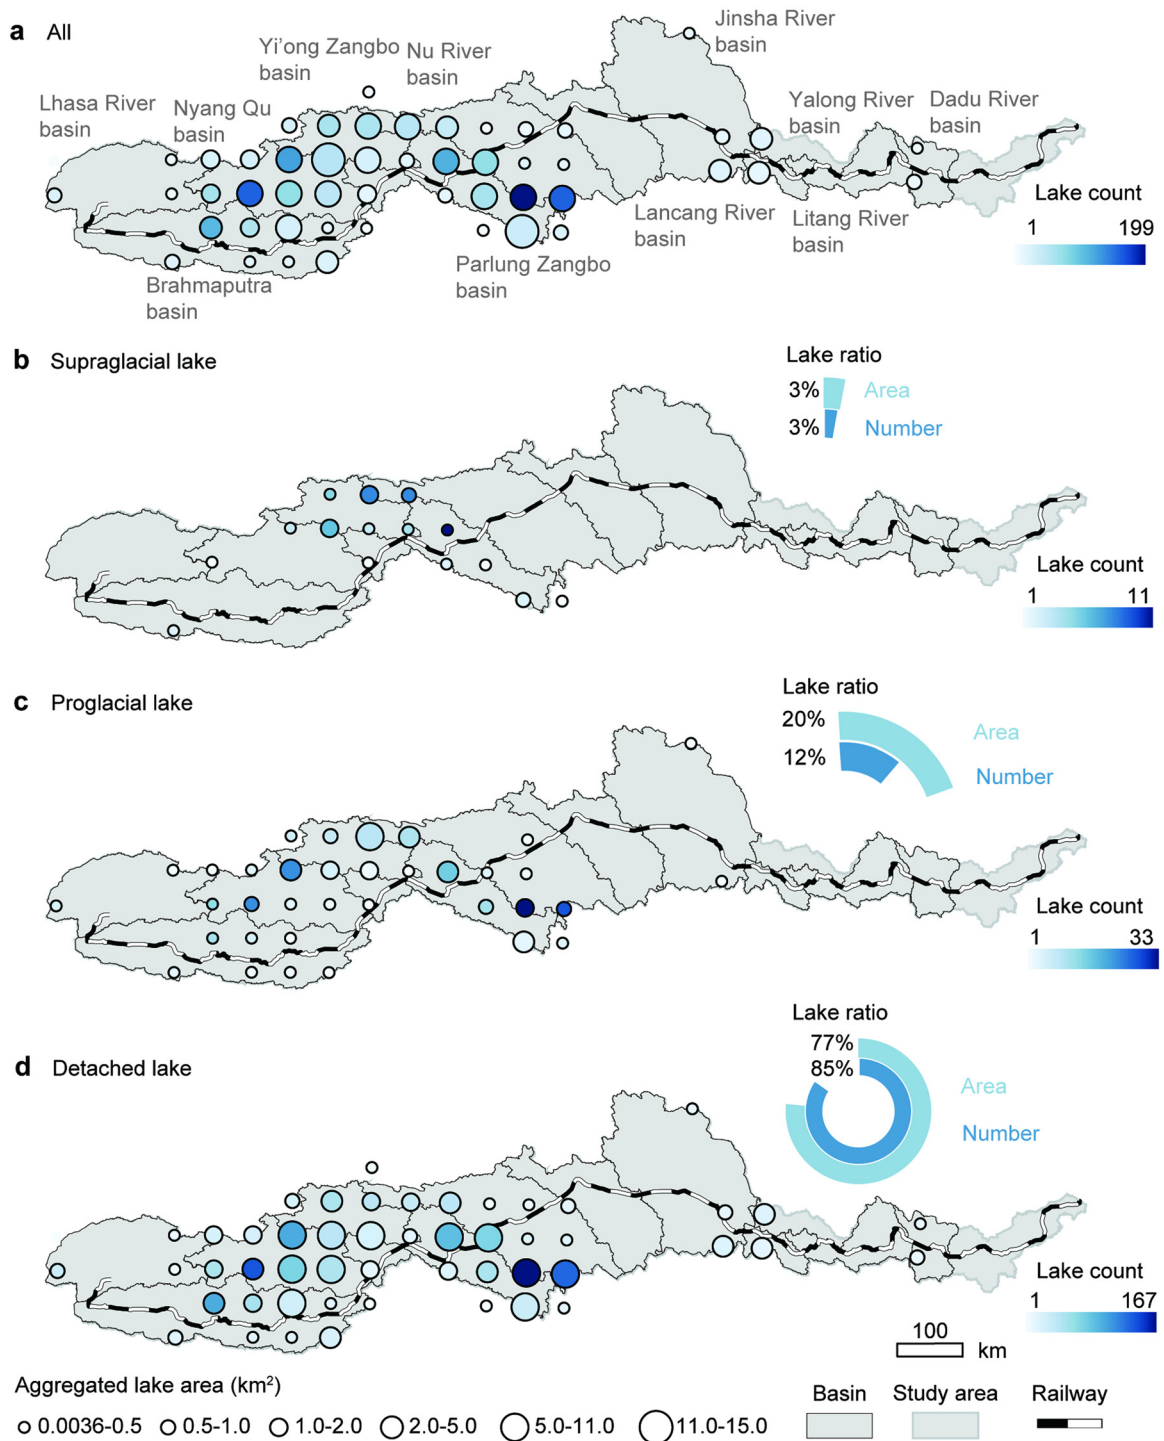 a All
Lhasa River
basin
Nyang Qu
basin
Yi'ong Zangbo
basin
Nu River
basin
Jinsha River
basin
Yalong River
basin
Dadu River
basin
Lancang River
basin
Litang River
basin
Parlung Zangbo
basin
Brahmaputra
basin
Lake count
1 199
b Supraglacial lake
Lake ratio
3% Area
3% Number
Lake count
1 11
c Proglacial lake
Lake ratio
20% Area
12% Number
Lake count
1 33
d Detached lake
Lake ratio
77%
85%
Area
Number
Lake count
1 167
100
km
Aggregated lake area (km²)
0.0036-0.5 0.5-1.0 1.0-2.0 2.0-5.0 5.0-11.0 11.0-15.0
Basin Study area Railway